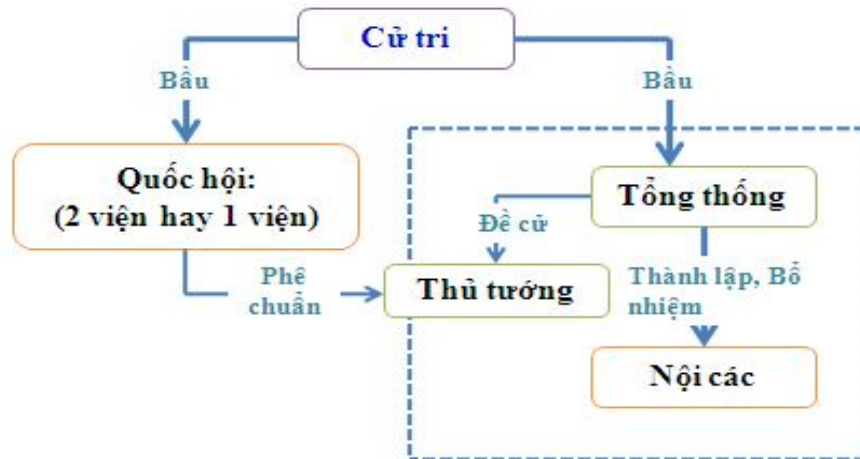 Cử tri
Bầu
Bầu
Quốc hội:
(2 viện hay 1 viện)
Tổng thống
Đề cử
Phê
chuẩn
Thủ tướng
Thành lập, Bổ
nhiệm
Nội các